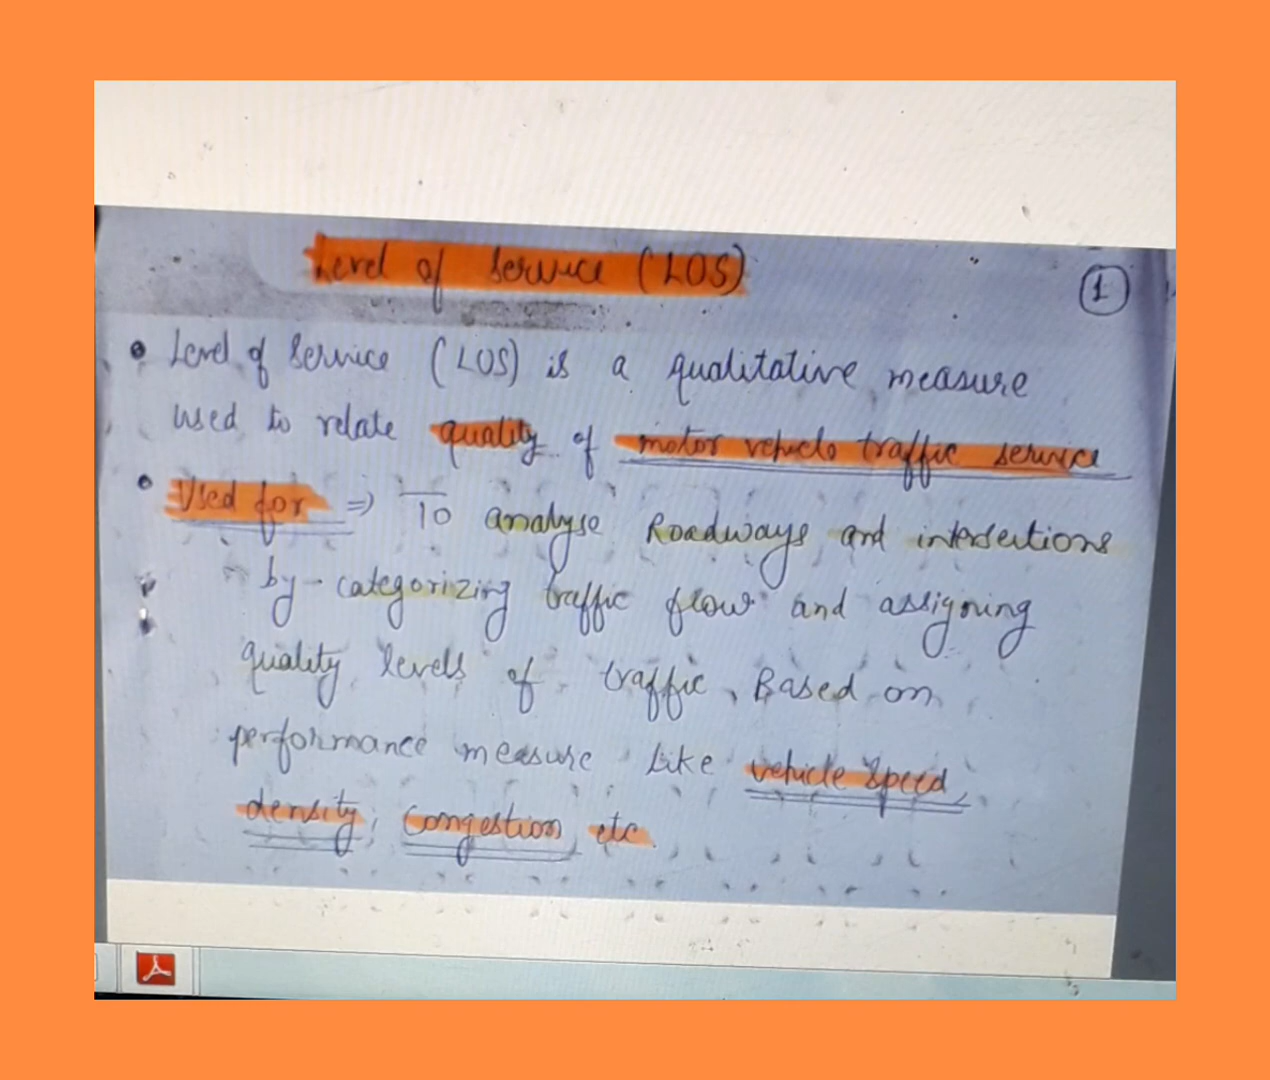 Level of Service (LOS)
1
• Level of Service (LOS) is a qualitative measure
used to relate quality of motor vehicle traffic service
• Used for => To analyse Roadways and intersections
by - categorizing traffic flow and assigning
quality levels of traffic, Based on
performance measure like vehicle speed,
density, Congestion, etc.